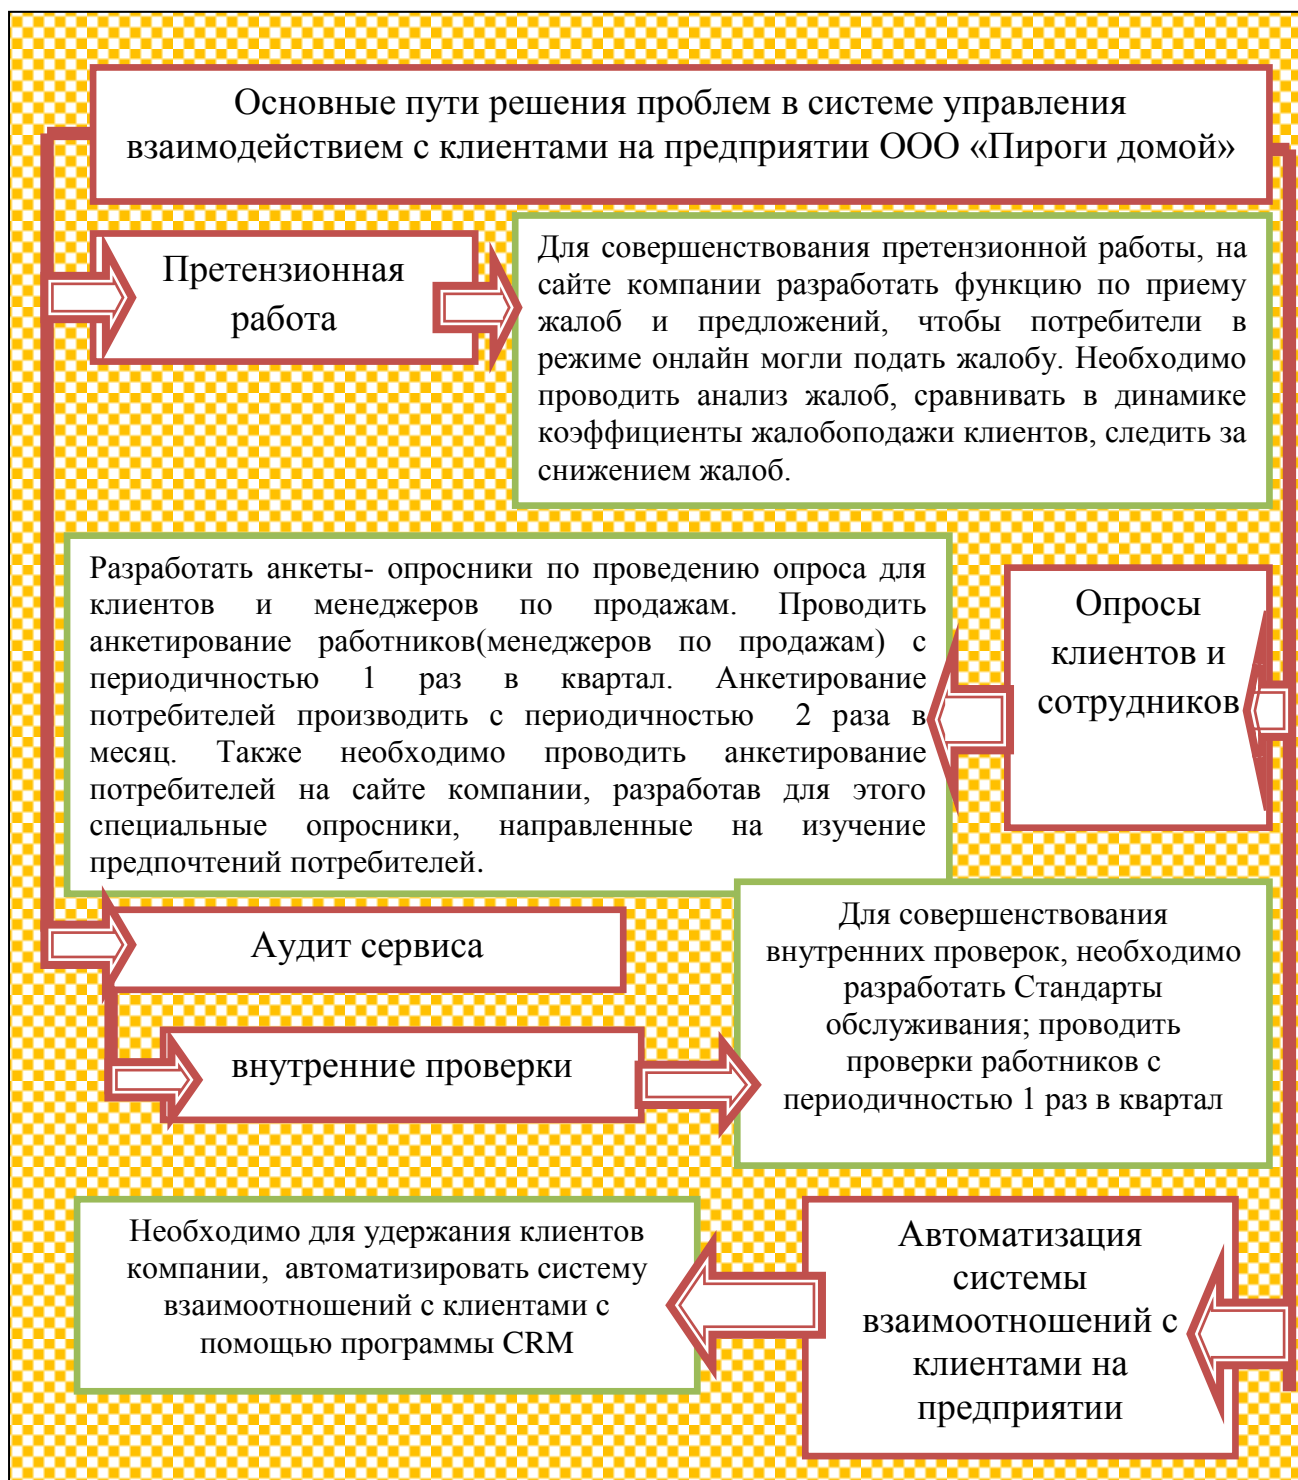 Основные пути решения проблем в системе управления
взаимодействием с клиентами на предприятии ООО «Пироги домой»
Претензионная
работа
Для совершенствования претензионной работы, на
сайте компании разработать функцию по приему
жалоб и предложений, чтобы потребители в
режиме онлайн могли подать жалобу. Необходимо
проводить анализ жалоб, сравнивать в динамике
коэффициенты жалобоподажи клиентов, следить за
снижением жалоб.
Опросы
клиентов и
сотрудников
Разработать анкеты- опросники по проведению опроса для
клиентов и менеджеров по продажам. Проводить
анкетирование работников(менеджеров по продажам) с
периодичностью 1 раз в квартал. Анкетирование
потребителей производить с периодичностью 2 раза в
месяц. Также необходимо проводить анкетирование
потребителей на сайте компании, разработав для этого
специальные опросники, направленные на изучение
предпочтений потребителей.
Аудит сервиса
внутренние проверки
Для совершенствования
внутренних проверок, необходимо
разработать Стандарты
обслуживания; проводить
проверки работников с
периодичностью 1 раз в квартал
Автоматизация
системы
взаимоотношений с
клиентами на
предприятии
Необходимо для удержания клиентов
компании, автоматизировать систему
взаимоотношений с клиентами с
помощью программы CRM